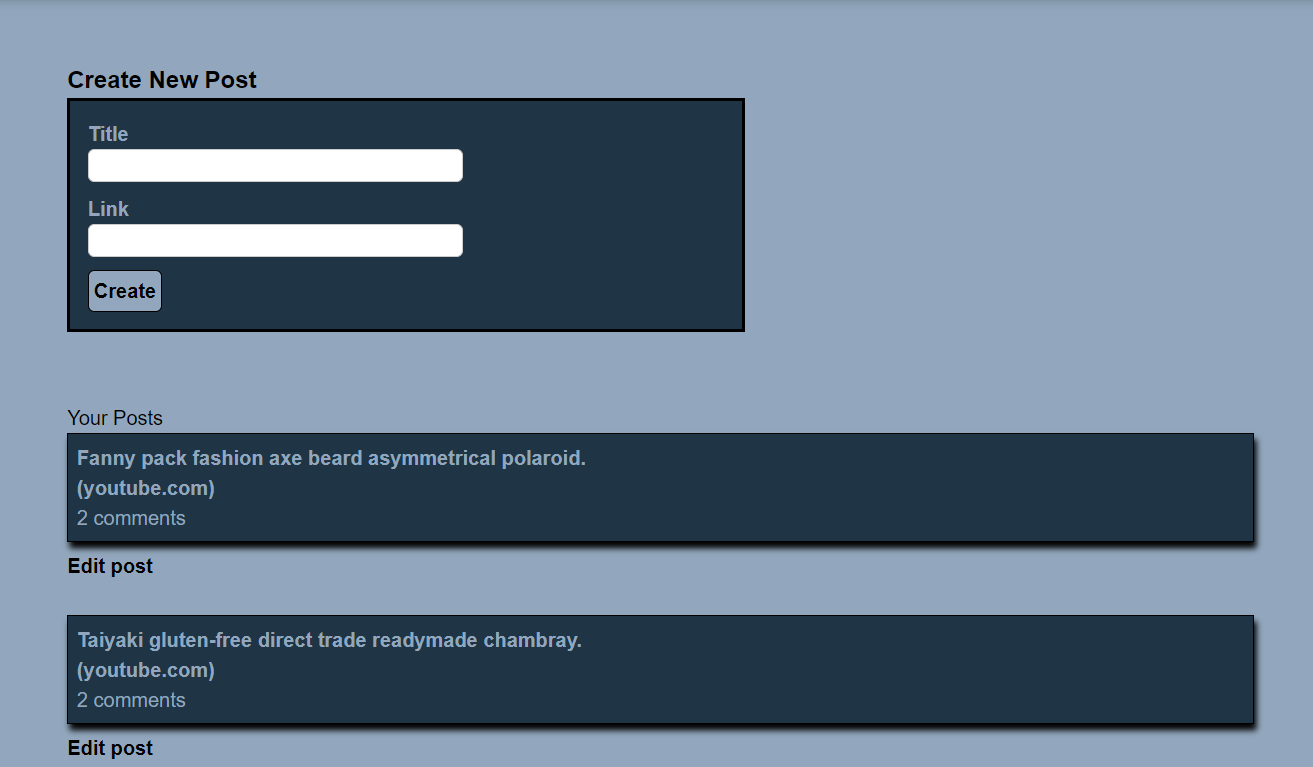 Create New Post
Title
Link
Create
Your Posts
Fanny pack fashion axe beard asymmetrical polaroid.
(youtube.com)
2 comments
Edit post
Taiyaki gluten-free direct trade readymade chambray.
(youtube.com)
2 comments
Edit post